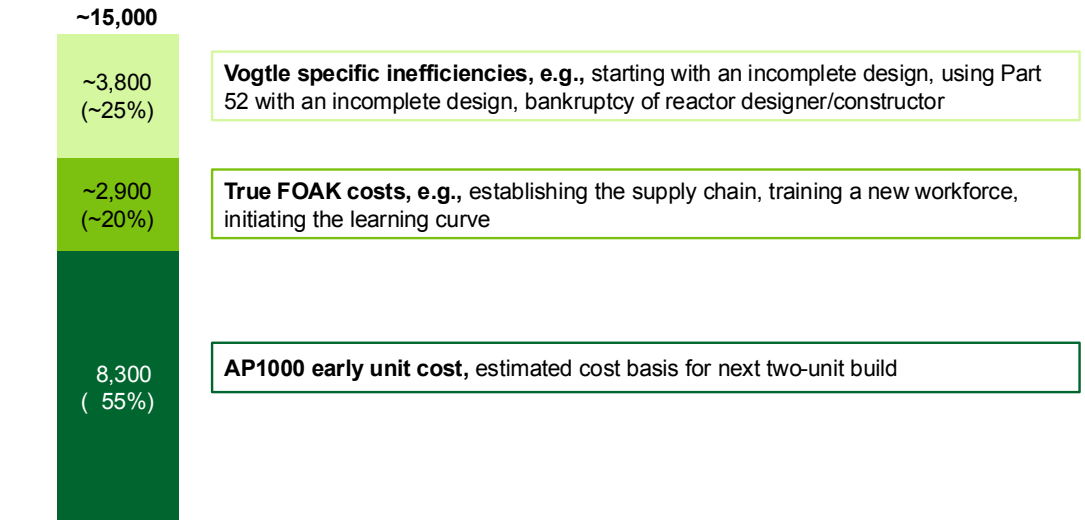 ~15,000
~3,800
(~25%)
Vogtle specific inefficiencies, e.g., starting with an incomplete design, using Part
52 with an incomplete design, bankruptcy of reactor designer/constructor
~2,900
(~20%)
True FOAK costs, e.g., establishing the supply chain, training a new workforce,
initiating the learning curve
8,300
( 55%)
AP1000 early unit cost, estimated cost basis for next two-unit build